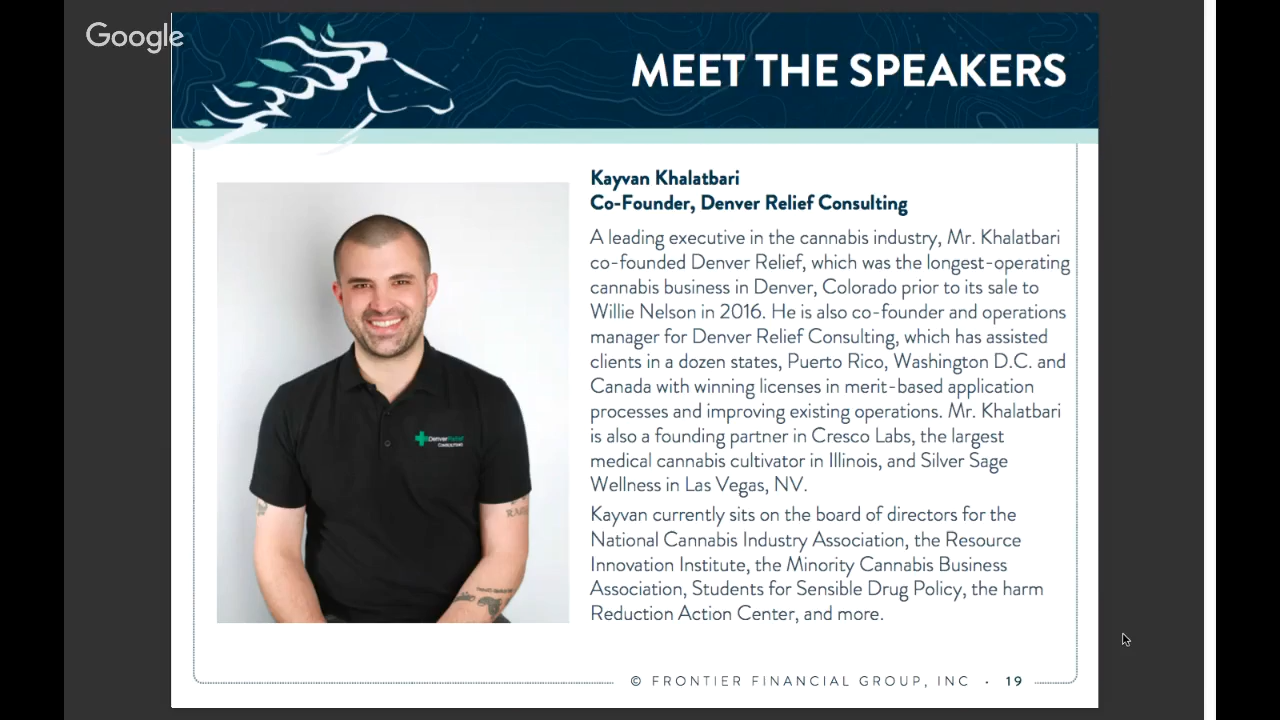 Google
MEET THE SPEAKERS
Kayvan Khalatbari
Co-Founder, Denver Relief Consulting
A leading executive in the cannabis industry, Mr. Khalatbari
co-founded Denver Relief, which was the longest-operating
cannabis business in Denver, Colorado prior to its sale to
Willie Nelson in 2016. He is also co-founder and operations
manager for Denver Relief Consulting, which has assisted
clients in a dozen states, Puerto Rico, Washington D.C. and
Canada with winning licenses in merit-based application
processes and improving existing operations. Mr. Khalatbari
is also a founding partner in Cresco Labs, the largest
medical cannabis cultivator in Illinois, and Silver Sage
Wellness in Las Vegas, NV.
Kayvan currently sits on the board of directors for the
National Cannabis Industry Association, the Resource
Innovation Institute, the Minority Cannabis Business
Association, Students for Sensible Drug Policy, the harm
Reduction Action Center, and more.
DenverRelief
© FRONTIER FINANCIAL GROUP, INC · 19